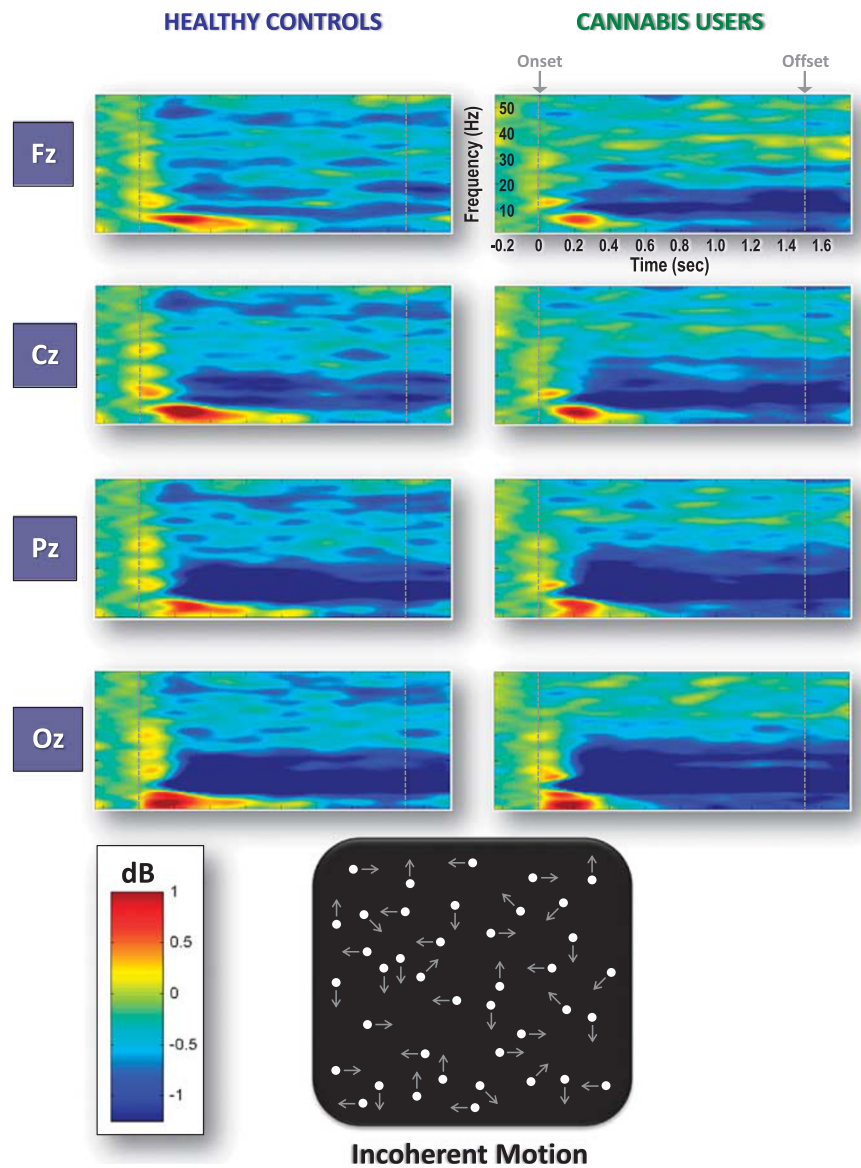 HEALTHY CONTROLS
CANNABIS USERS
Onset
Offset
Fz
Frequency (Hz)
50
40
30
20
10
-0.2 0 0.2 0.4 0.6 0.8 1.0 1.2 1.4 1.6
Time (sec)
Cz
Pz
Oz
dB
1
0.5
0
-0.5
-1
Incoherent Motion